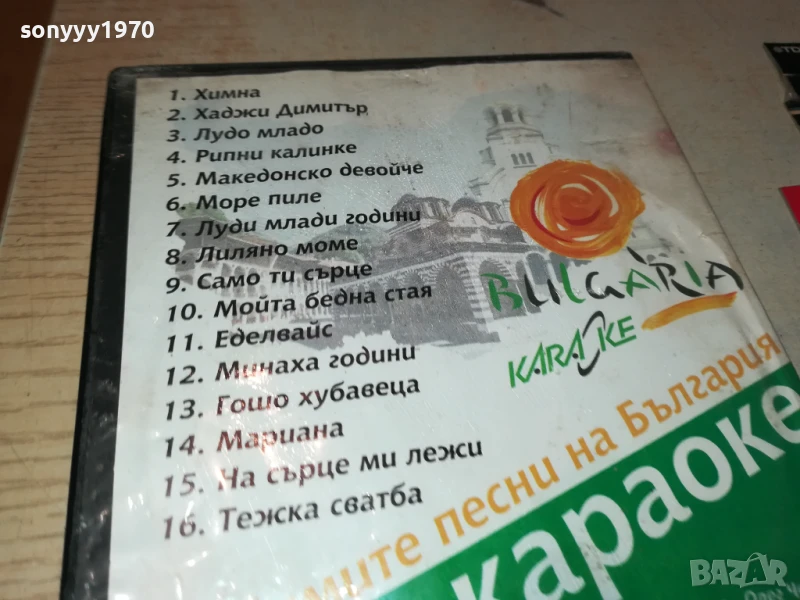 sonyyy1970
1. Химна
2. Хаджи Димитър
3. Лудо младо
4. Рипни калинке
5. Македонско девойче
6. Море пиле
7. Луди млади години
8. Лиляно моме
9. Само ти сърце
10. Мойта бедна стая
11. Еделвайс
12. Минаха години
13. Гошо хубавеца
14. Мариана
15. На сърце ми лежи
16. Тежка сватба
BULGARIA
KARAOKE
мите песни на България
караоке
BAZAR
bg